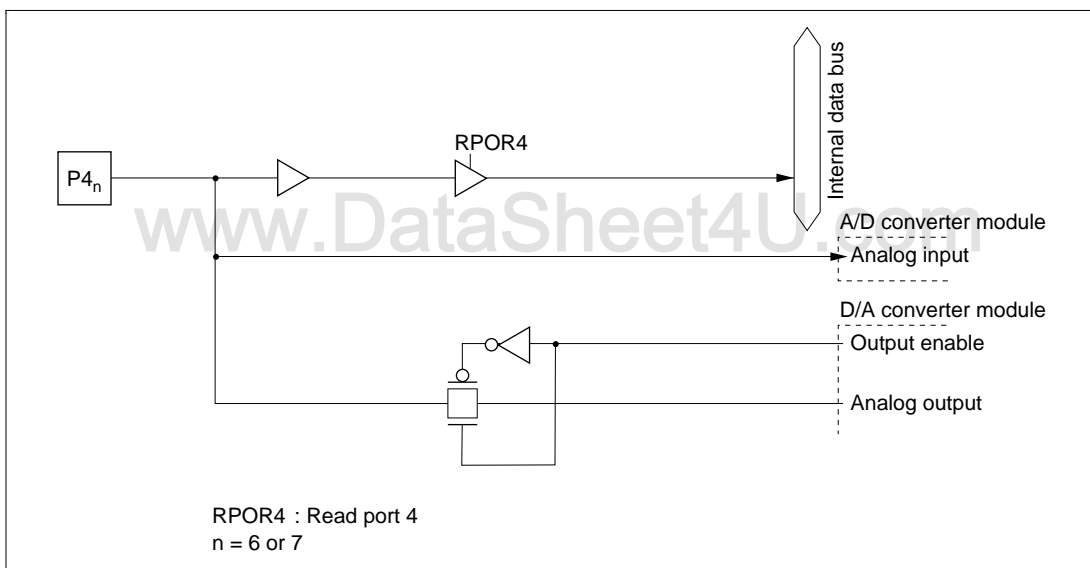 Internal data bus
RPOR4
P4n
www.DataSheet4U.com
A/D converter module
Analog input
D/A converter module
Output enable
Analog output
RPOR4 : Read port 4
n = 6 or 7